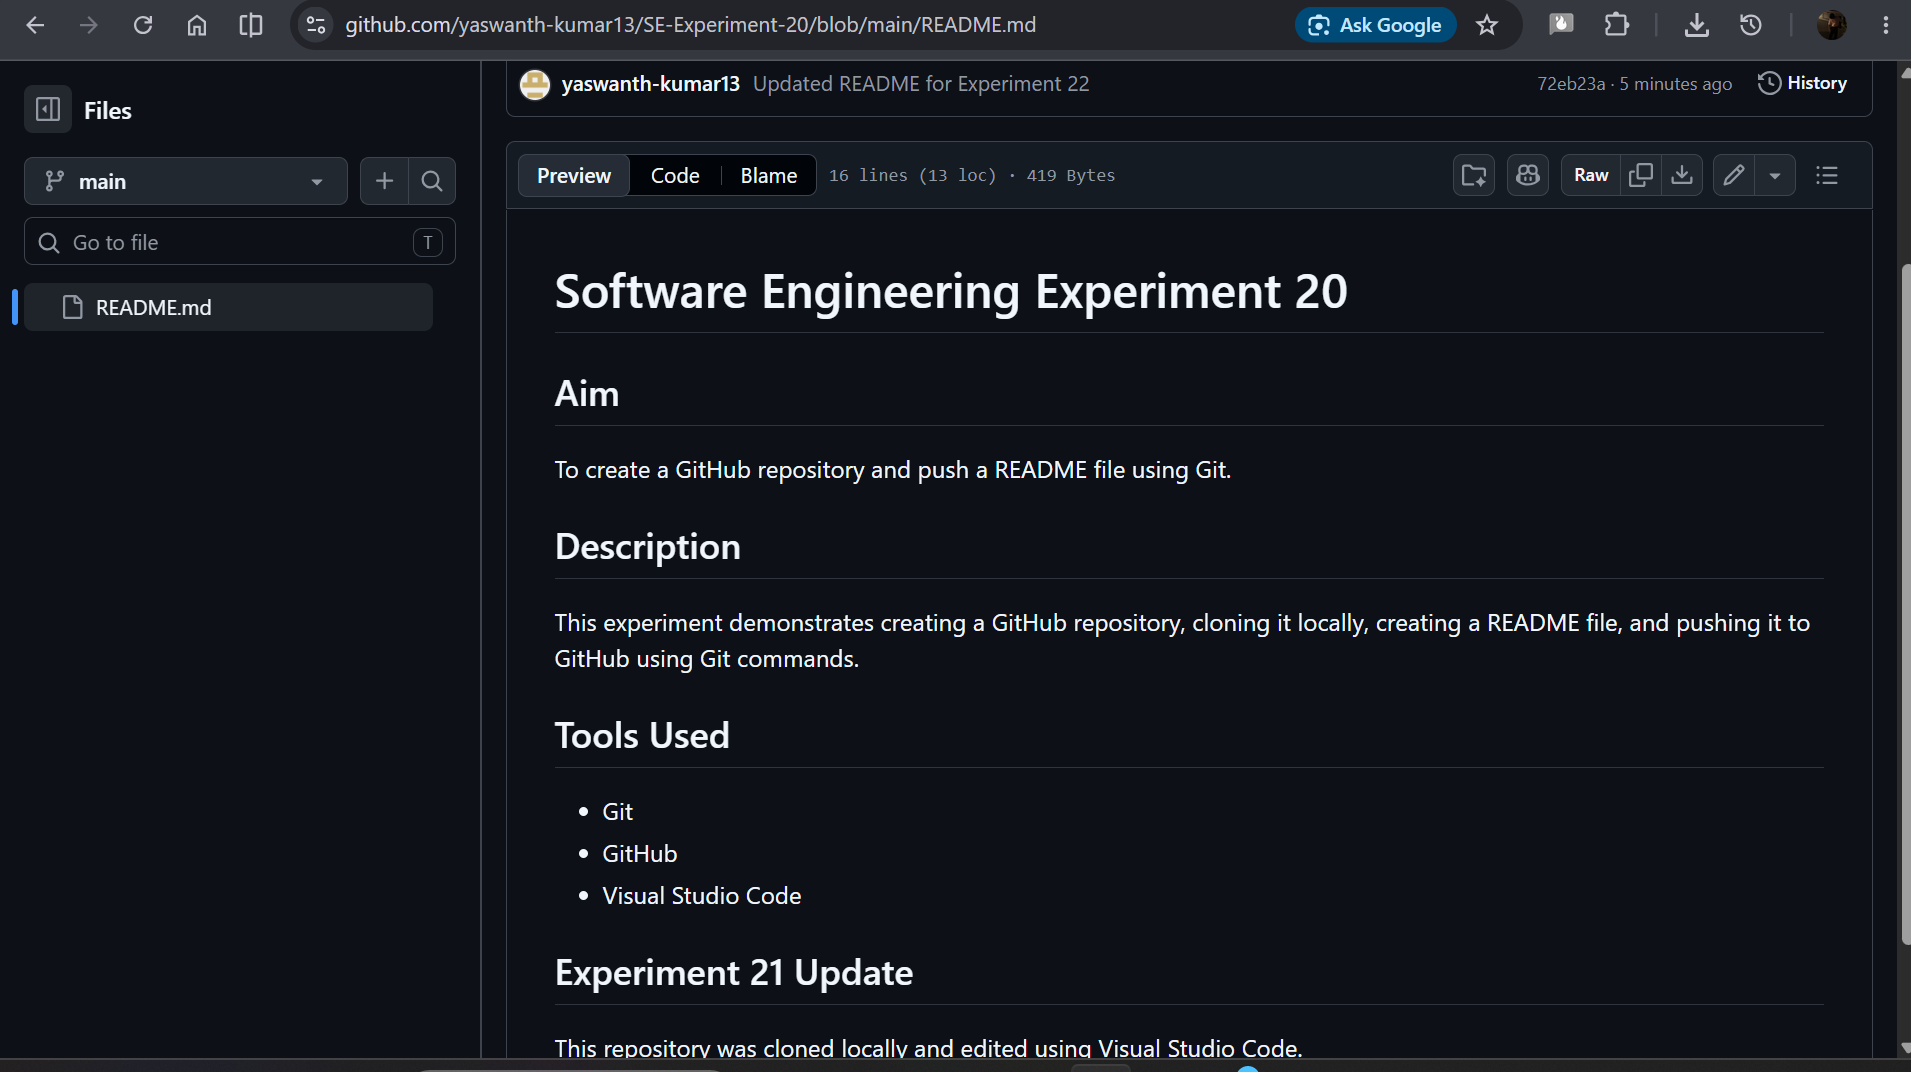 github.com/yaswanth-kumar13/SE-Experiment-20/blob/main/README.md
Ask Google
Files
main
Go to file
T
README.md
yaswanth-kumar13 Updated README for Experiment 22
72eb23a · 5 minutes ago
History
Preview
Code
Blame
16 lines (13 loc) · 419 Bytes
Raw
Software Engineering Experiment 20
Aim
To create a GitHub repository and push a README file using Git.
Description
This experiment demonstrates creating a GitHub repository, cloning it locally, creating a README file, and pushing it to
GitHub using Git commands.
Tools Used
• Git
• GitHub
• Visual Studio Code
Experiment 21 Update
This repository was cloned locally and edited using Visual Studio Code.